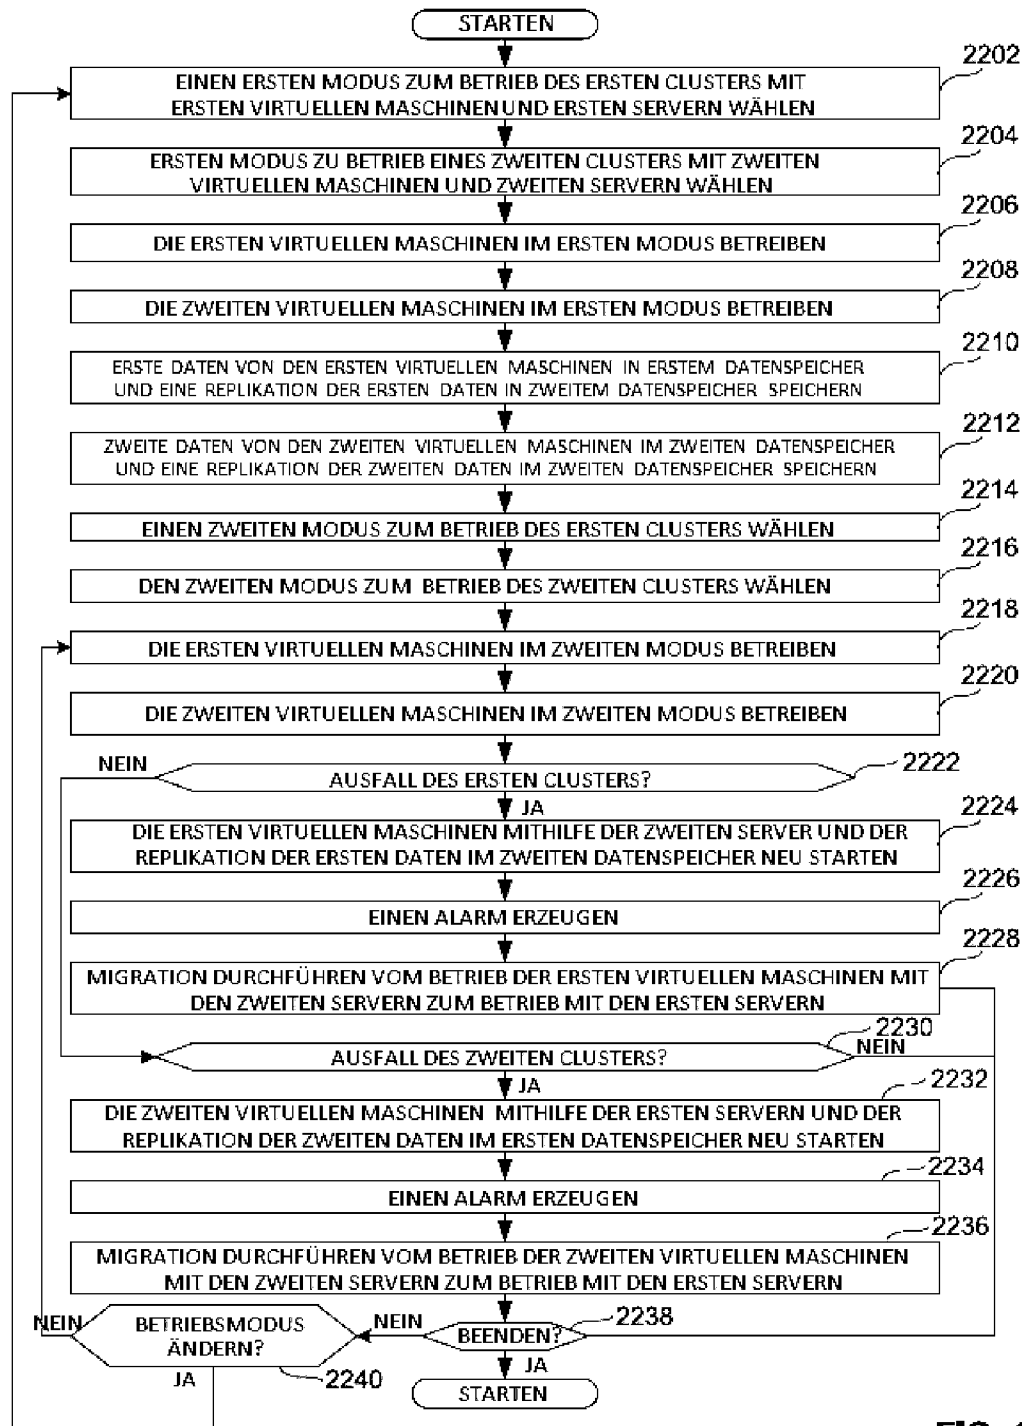 STARTEN
2202
EINEN ERSTEN MODUS ZUM BETRIEB DES ERSTEN CLUSTERS MIT
ERSTEN VIRTUELLEN MASCHINEN UND ERSTEN SERVERN WÄHLEN
2204
ERSTEN MODUS ZU BETRIEB EINES ZWEITEN CLUSTERS MIT ZWEITEN
VIRTUELLEN MASCHINEN UND ZWEITEN SERVERN WÄHLEN
2206
DIE ERSTEN VIRTUELLEN MASCHINEN IM ERSTEN MODUS BETREIBEN
2208
DIE ZWEITEN VIRTUELLEN MASCHINEN IM ERSTEN MODUS BETREIBEN
2210
ERSTE DATEN VON DEN ERSTEN VIRTUELLEN MASCHINEN IN ERSTEM DATENSPEICHER
UND EINE REPLIKATION DER ERSTEN DATEN IN ZWEITEM DATENSPEICHER SPEICHERN
2212
ZWEITE DATEN VON DEN ZWEITEN VIRTUELLEN MASCHINEN IM ZWEITEN DATENSPEICHER
UND EINE REPLIKATION DER ZWEITEN DATEN IM ZWEITEN DATENSPEICHER SPEICHERN
2214
EINEN ZWEITEN MODUS ZUM BETRIEB DES ERSTEN CLUSTERS WÄHLEN
2216
DEN ZWEITEN MODUS ZUM BETRIEB DES ZWEITEN CLUSTERS WÄHLEN
2218
DIE ERSTEN VIRTUELLEN MASCHINEN IM ZWEITEN MODUS BETREIBEN
2220
DIE ZWEITEN VIRTUELLEN MASCHINEN IM ZWEITEN MODUS BETREIBEN
NEIN
AUSFALL DES ERSTEN CLUSTERS?
2222
JA
2224
DIE ERSTEN VIRTUELLEN MASCHINEN MITHILFE DER ZWEITEN SERVER UND DER
REPLIKATION DER ERSTEN DATEN IM ZWEITEN DATENSPEICHER NEU STARTEN
2226
EINEN ALARM ERZEUGEN
2228
MIGRATION DURCHFÜHREN VOM BETRIEB DER ERSTEN VIRTUELLEN MASCHINEN MIT
DEN ZWEITEN SERVERN ZUM BETRIEB MIT DEN ERSTEN SERVERN
2230
AUSFALL DES ZWEITEN CLUSTERS?
NEIN
JA
2232
DIE ZWEITEN VIRTUELLEN MASCHINEN MITHILFE DER ERSTEN SERVERN UND DER
REPLIKATION DER ZWEITEN DATEN IM ERSTEN DATENSPEICHER NEU STARTEN
2234
EINEN ALARM ERZEUGEN
2236
MIGRATION DURCHFÜHREN VOM BETRIEB DER ZWEITEN VIRTUELLEN MASCHINEN
MIT DEN ZWEITEN SERVERN ZUM BETRIEB MIT DEN ERSTEN SERVERN
NEIN
BETRIEBSMODUS
ÄNDERN?
NEIN
BEENDEN?
2238
JA
2240
JA
STARTEN